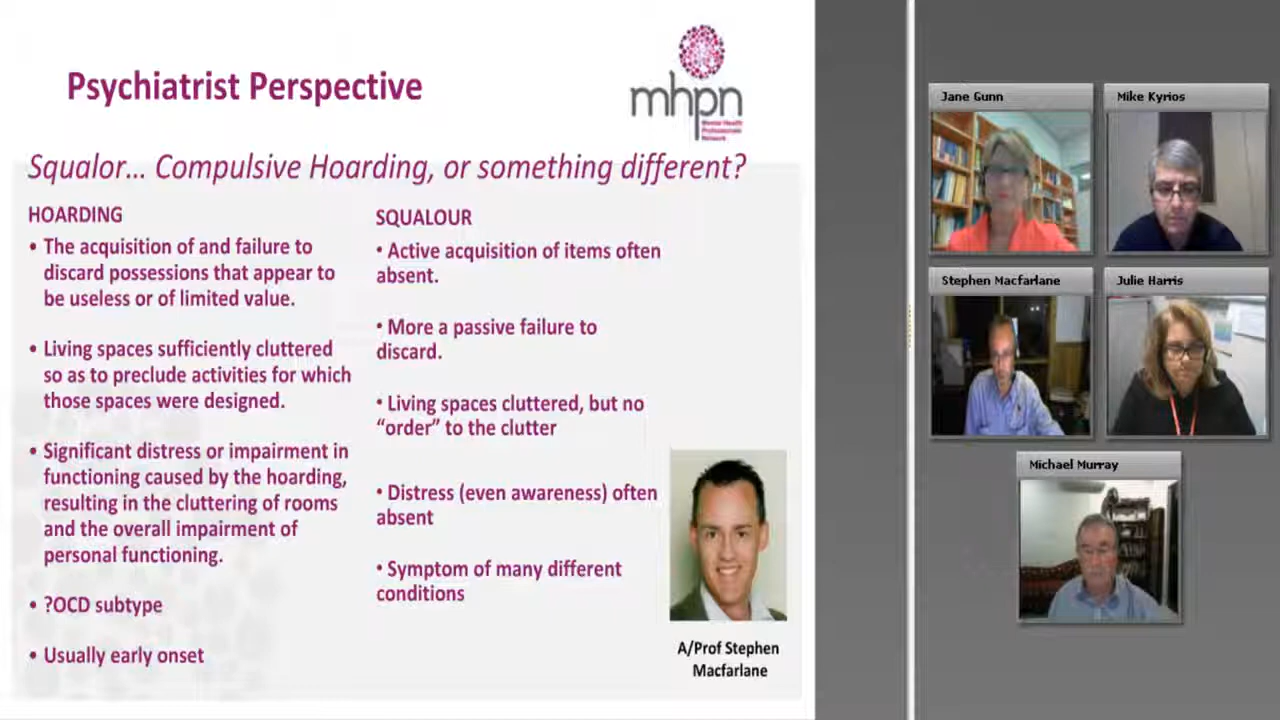 Psychiatrist Perspective
mhpn
Mental Health
Professionals
Network
Squalor... Compulsive Hoarding, or something different?
HOARDING
• The acquisition of and failure to
discard possessions that appear to
be useless or of limited value.
• Living spaces sufficiently cluttered
so as to preclude activities for which
those spaces were designed.
• Significant distress or impairment in
functioning caused by the hoarding,
resulting in the cluttering of rooms
and the overall impairment of
personal functioning.
• ?OCD subtype
• Usually early onset
SQUALOUR
• Active acquisition of items often
absent.
• More a passive failure to
discard.
• Living spaces cluttered, but no
“order” to the clutter
• Distress (even awareness) often
absent
• Symptom of many different
conditions
A/Prof Stephen
Macfarlane
Jane Gunn
Mike Kyrios
Stephen Macfarlane
Julie Harris
Michael Murray